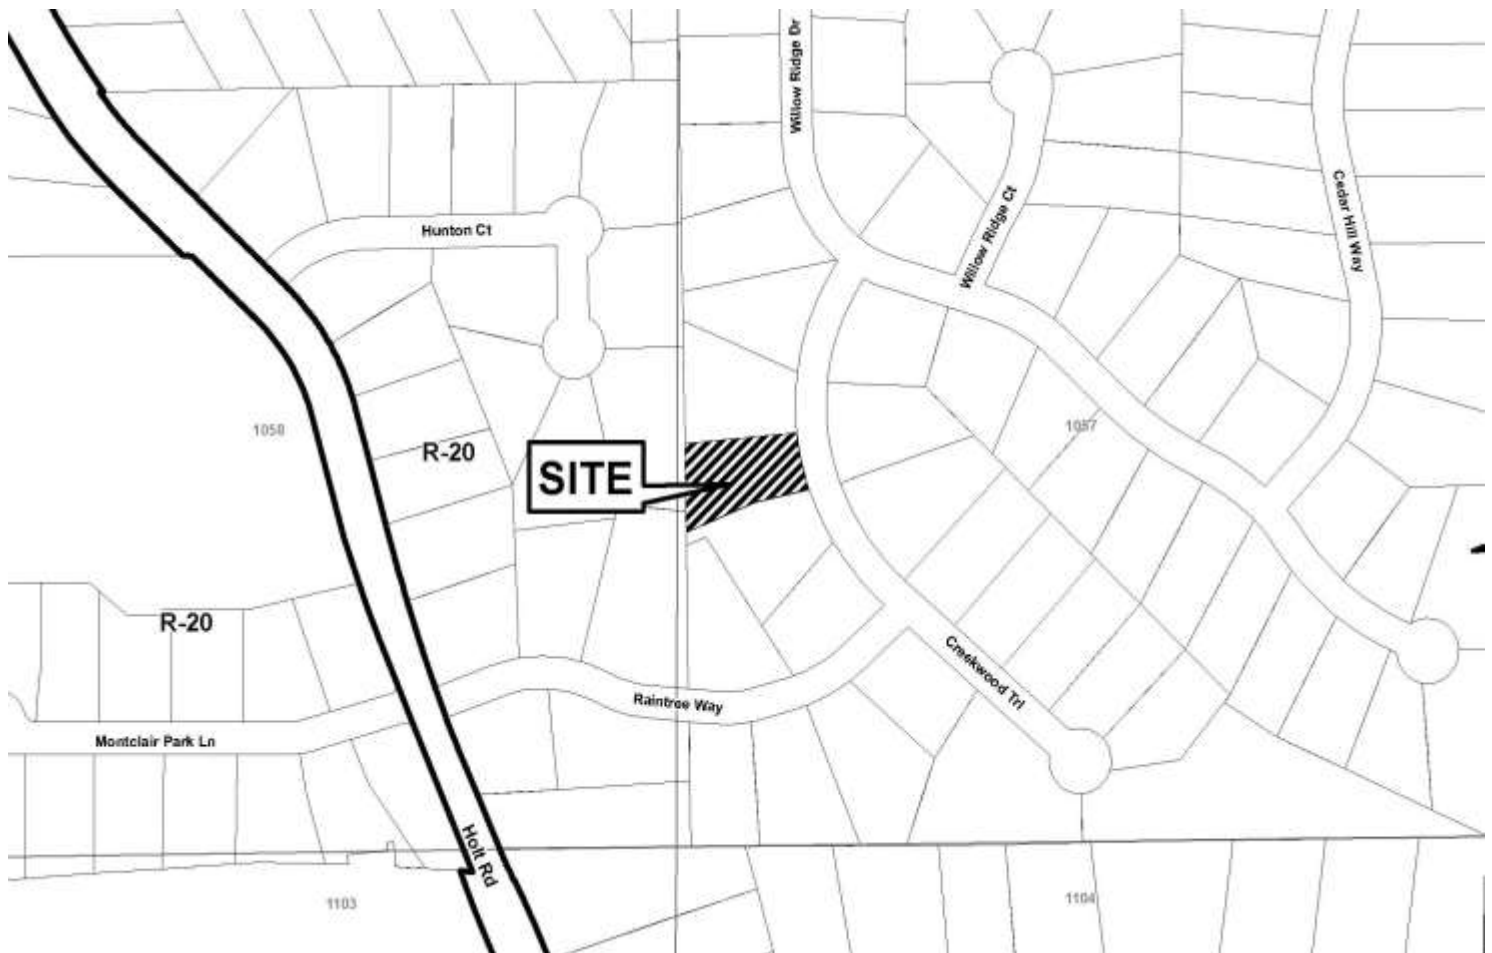 Willow Ridge Dr
Hunton Ct
Willow Ridge Ct
Cedar Hill Way
1058
R-20
1057
SITE
R-20
Creekwood Trl
Raintree Way
Montclair Park Ln
Holt Rd
1103
1104